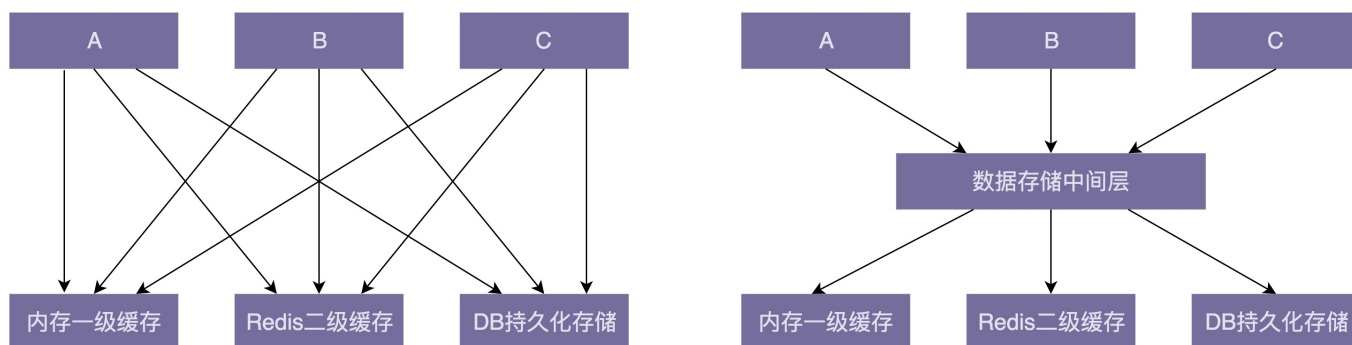 A
B
C
内存一级缓存
Redis二级缓存
DB持久化存储
A
B
C
数据存储中间层
内存一级缓存
Redis二级缓存
DB持久化存储